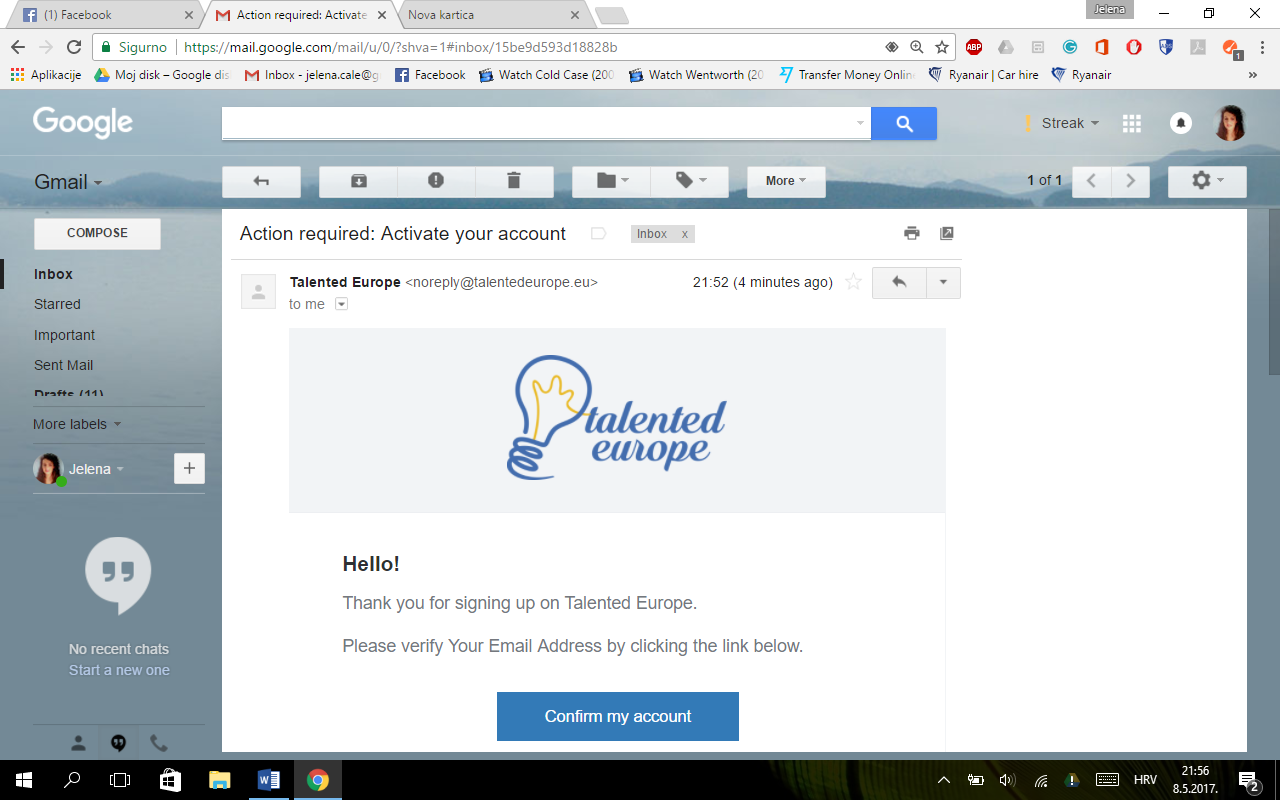 (1) Facebook
Action required: Activate
Nova kartica
Jelena
Sigurno
https://mail.google.com/mail/u/0/?shva=1#inbox/15be9d593d18828b
ABP
1
Aplikacije
Moj disk – Google dis
Inbox - jelena.cale@g
Facebook
Watch Cold Case (200
Watch Wentworth (20
Transfer Money Onlin
Ryanair | Car hire
Ryanair
Google
Streak
Gmail
More
1 of 1
COMPOSE
Action required: Activate your account
Inbox x
Inbox
Starred
Important
Sent Mail
Drafts (11)
More labels
Jelena
No recent chats
Start a new one
Talented Europe <noreply@talentedeurope.eu>
21:52 (4 minutes ago)
to me
talented
europe
Hello!
Thank you for signing up on Talented Europe.
Please verify Your Email Address by clicking the link below.
Confirm my account
HRV
21:56
8.5.2017.
2